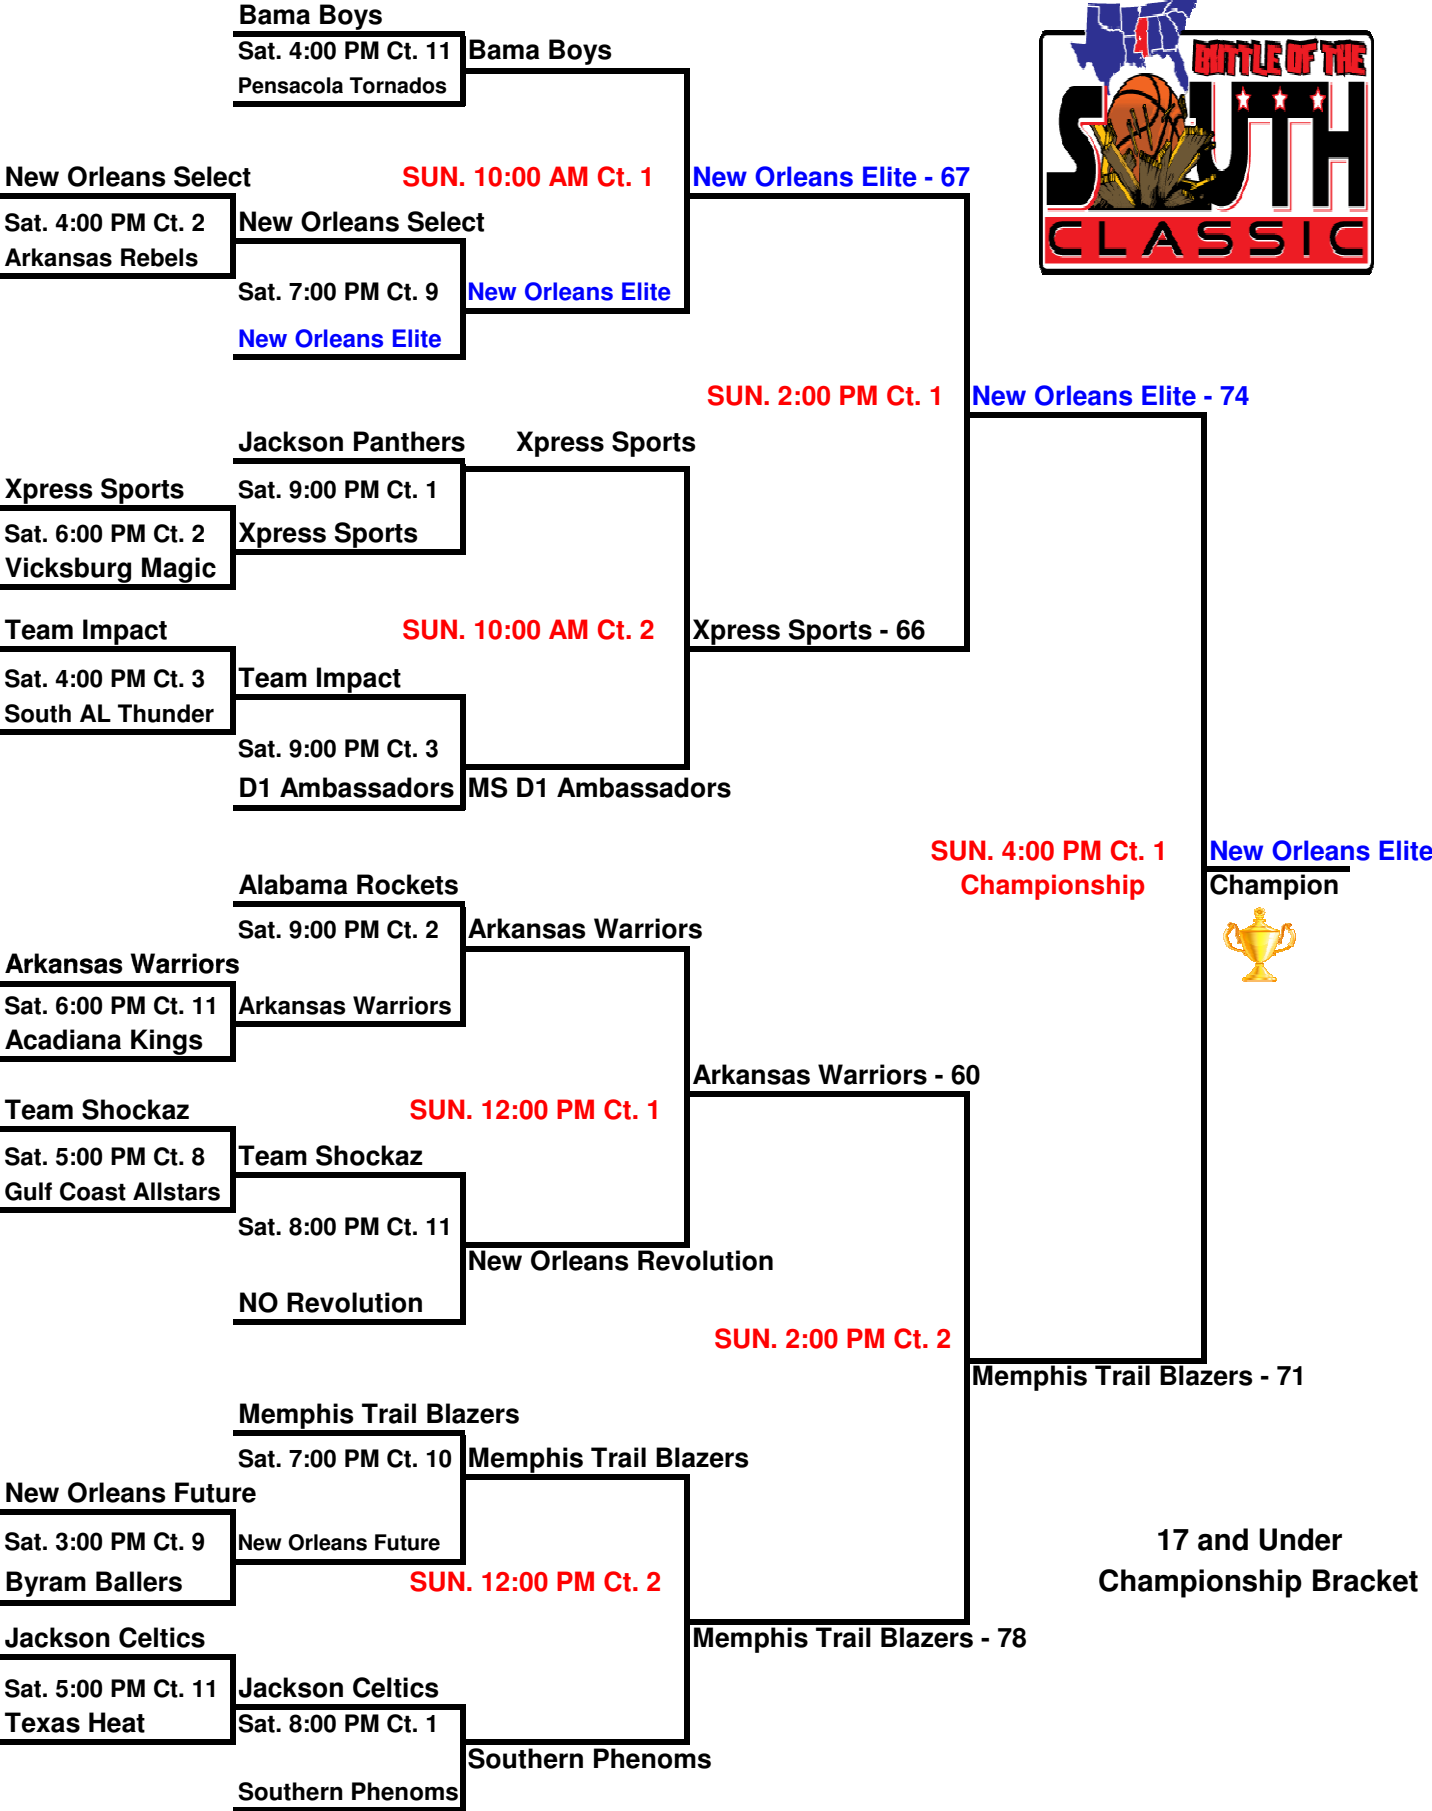 Bama Boys
Sat. 4:00 PM Ct. 11
Bama Boys
Pensacola Tornados
BATTLE OF THE
SOUTH
CLASSIC
New Orleans Select
SUN. 10:00 AM Ct. 1
New Orleans Elite - 67
Sat. 4:00 PM Ct. 2
New Orleans Select
Arkansas Rebels
Sat. 7:00 PM Ct. 9
New Orleans Elite
New Orleans Elite
SUN. 2:00 PM Ct. 1
New Orleans Elite - 74
Jackson Panthers
Xpress Sports
Xpress Sports
Sat. 9:00 PM Ct. 1
Sat. 6:00 PM Ct. 2
Xpress Sports
Vicksburg Magic
Team Impact
SUN. 10:00 AM Ct. 2
Xpress Sports - 66
Sat. 4:00 PM Ct. 3
Team Impact
South AL Thunder
Sat. 9:00 PM Ct. 3
D1 Ambassadors
MS D1 Ambassadors
SUN. 4:00 PM Ct. 1
New Orleans Elite
Alabama Rockets
Championship
Champion
Sat. 9:00 PM Ct. 2
Arkansas Warriors
Arkansas Warriors
Sat. 6:00 PM Ct. 11
Arkansas Warriors
Acadiana Kings
Arkansas Warriors - 60
Team Shockaz
SUN. 12:00 PM Ct. 1
Sat. 5:00 PM Ct. 8
Team Shockaz
Gulf Coast Allstars
Sat. 8:00 PM Ct. 11
New Orleans Revolution
NO Revolution
SUN. 2:00 PM Ct. 2
Memphis Trail Blazers - 71
Memphis Trail Blazers
Sat. 7:00 PM Ct. 10
Memphis Trail Blazers
New Orleans Future
Sat. 3:00 PM Ct. 9
New Orleans Future
17 and Under
Byram Ballers
SUN. 12:00 PM Ct. 2
Championship Bracket
Jackson Celtics
Memphis Trail Blazers - 78
Sat. 5:00 PM Ct. 11
Jackson Celtics
Texas Heat
Sat. 8:00 PM Ct. 1
Southern Phenoms
Southern Phenoms